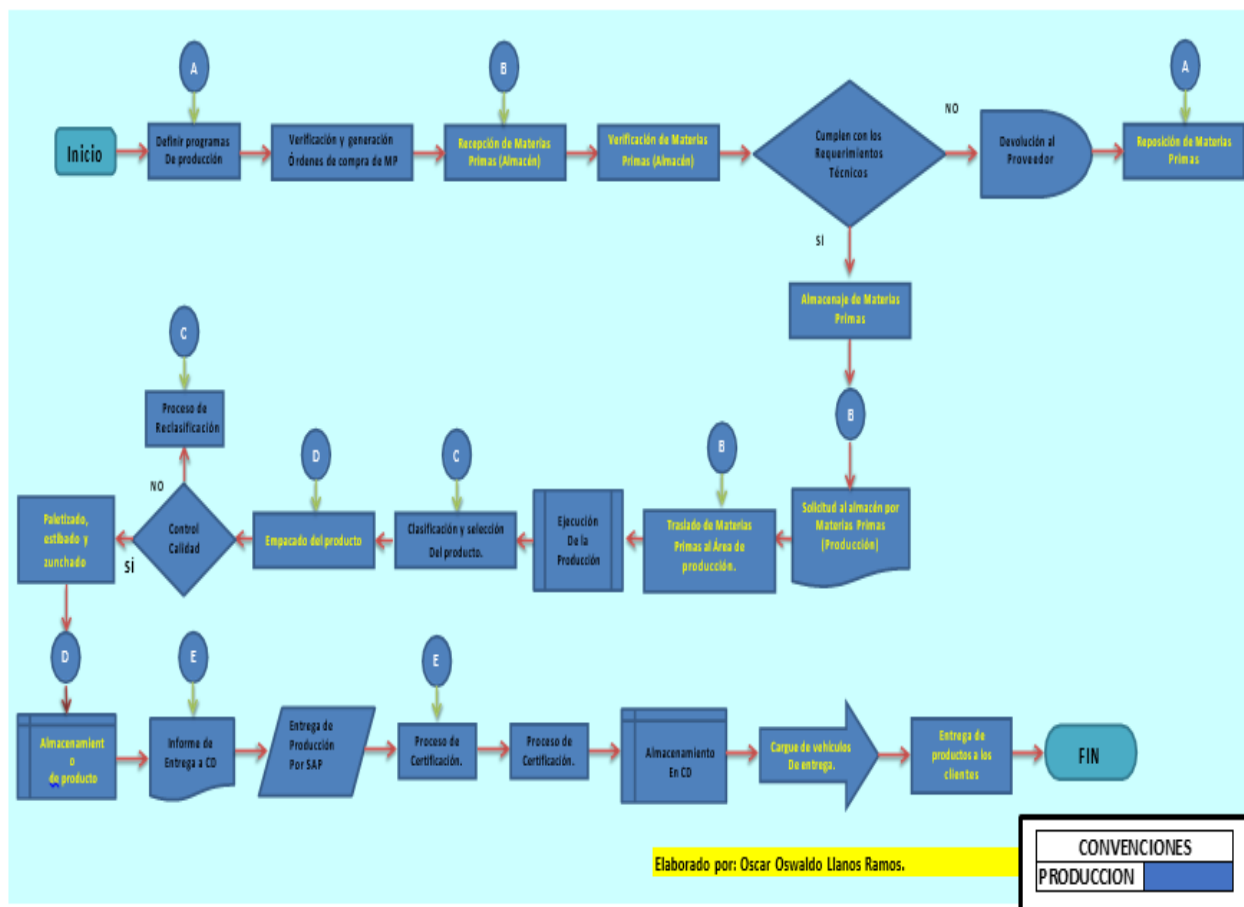 A
B
A
Inicio
Definir programas
De producción
Verificación y generación
Órdenes de compra de MP
Recepción de Materias
Primas (Almacén)
Verificación de Materias
Primas (Almacén)
Cumplen con los
Requerimientos
Técnicos
NO
Devolución al
Proveedor
Reposición de Materias
Primas
SI
Almacenaje de Materias
Primas
C
B
Proceso de
Reclasificación
D
C
B
NO
Paletizado,
estibado y
zunchado
SI
Control
Calidad
Empacado del producto
Clasificación y selección
Del producto.
Ejecución
De la
Producción
Traslado de Materias
Primas al Área de
producción.
Solicitud al almacén por
Materias Primas
(Producción)
D
E
E
Almacenamient
o
de producto
Informe de
Entrega a CD
Entrega de
Producción
Por SAP
Proceso de
Certificación.
Proceso de
Certificación.
Almacenamiento
En CD
Cargue de vehículos
De entrega.
Entrega de
productos a los
clientes
FIN
Elaborado por: Oscar Oswaldo Llanos Ramos.
CONVENCIONES
PRODUCCION